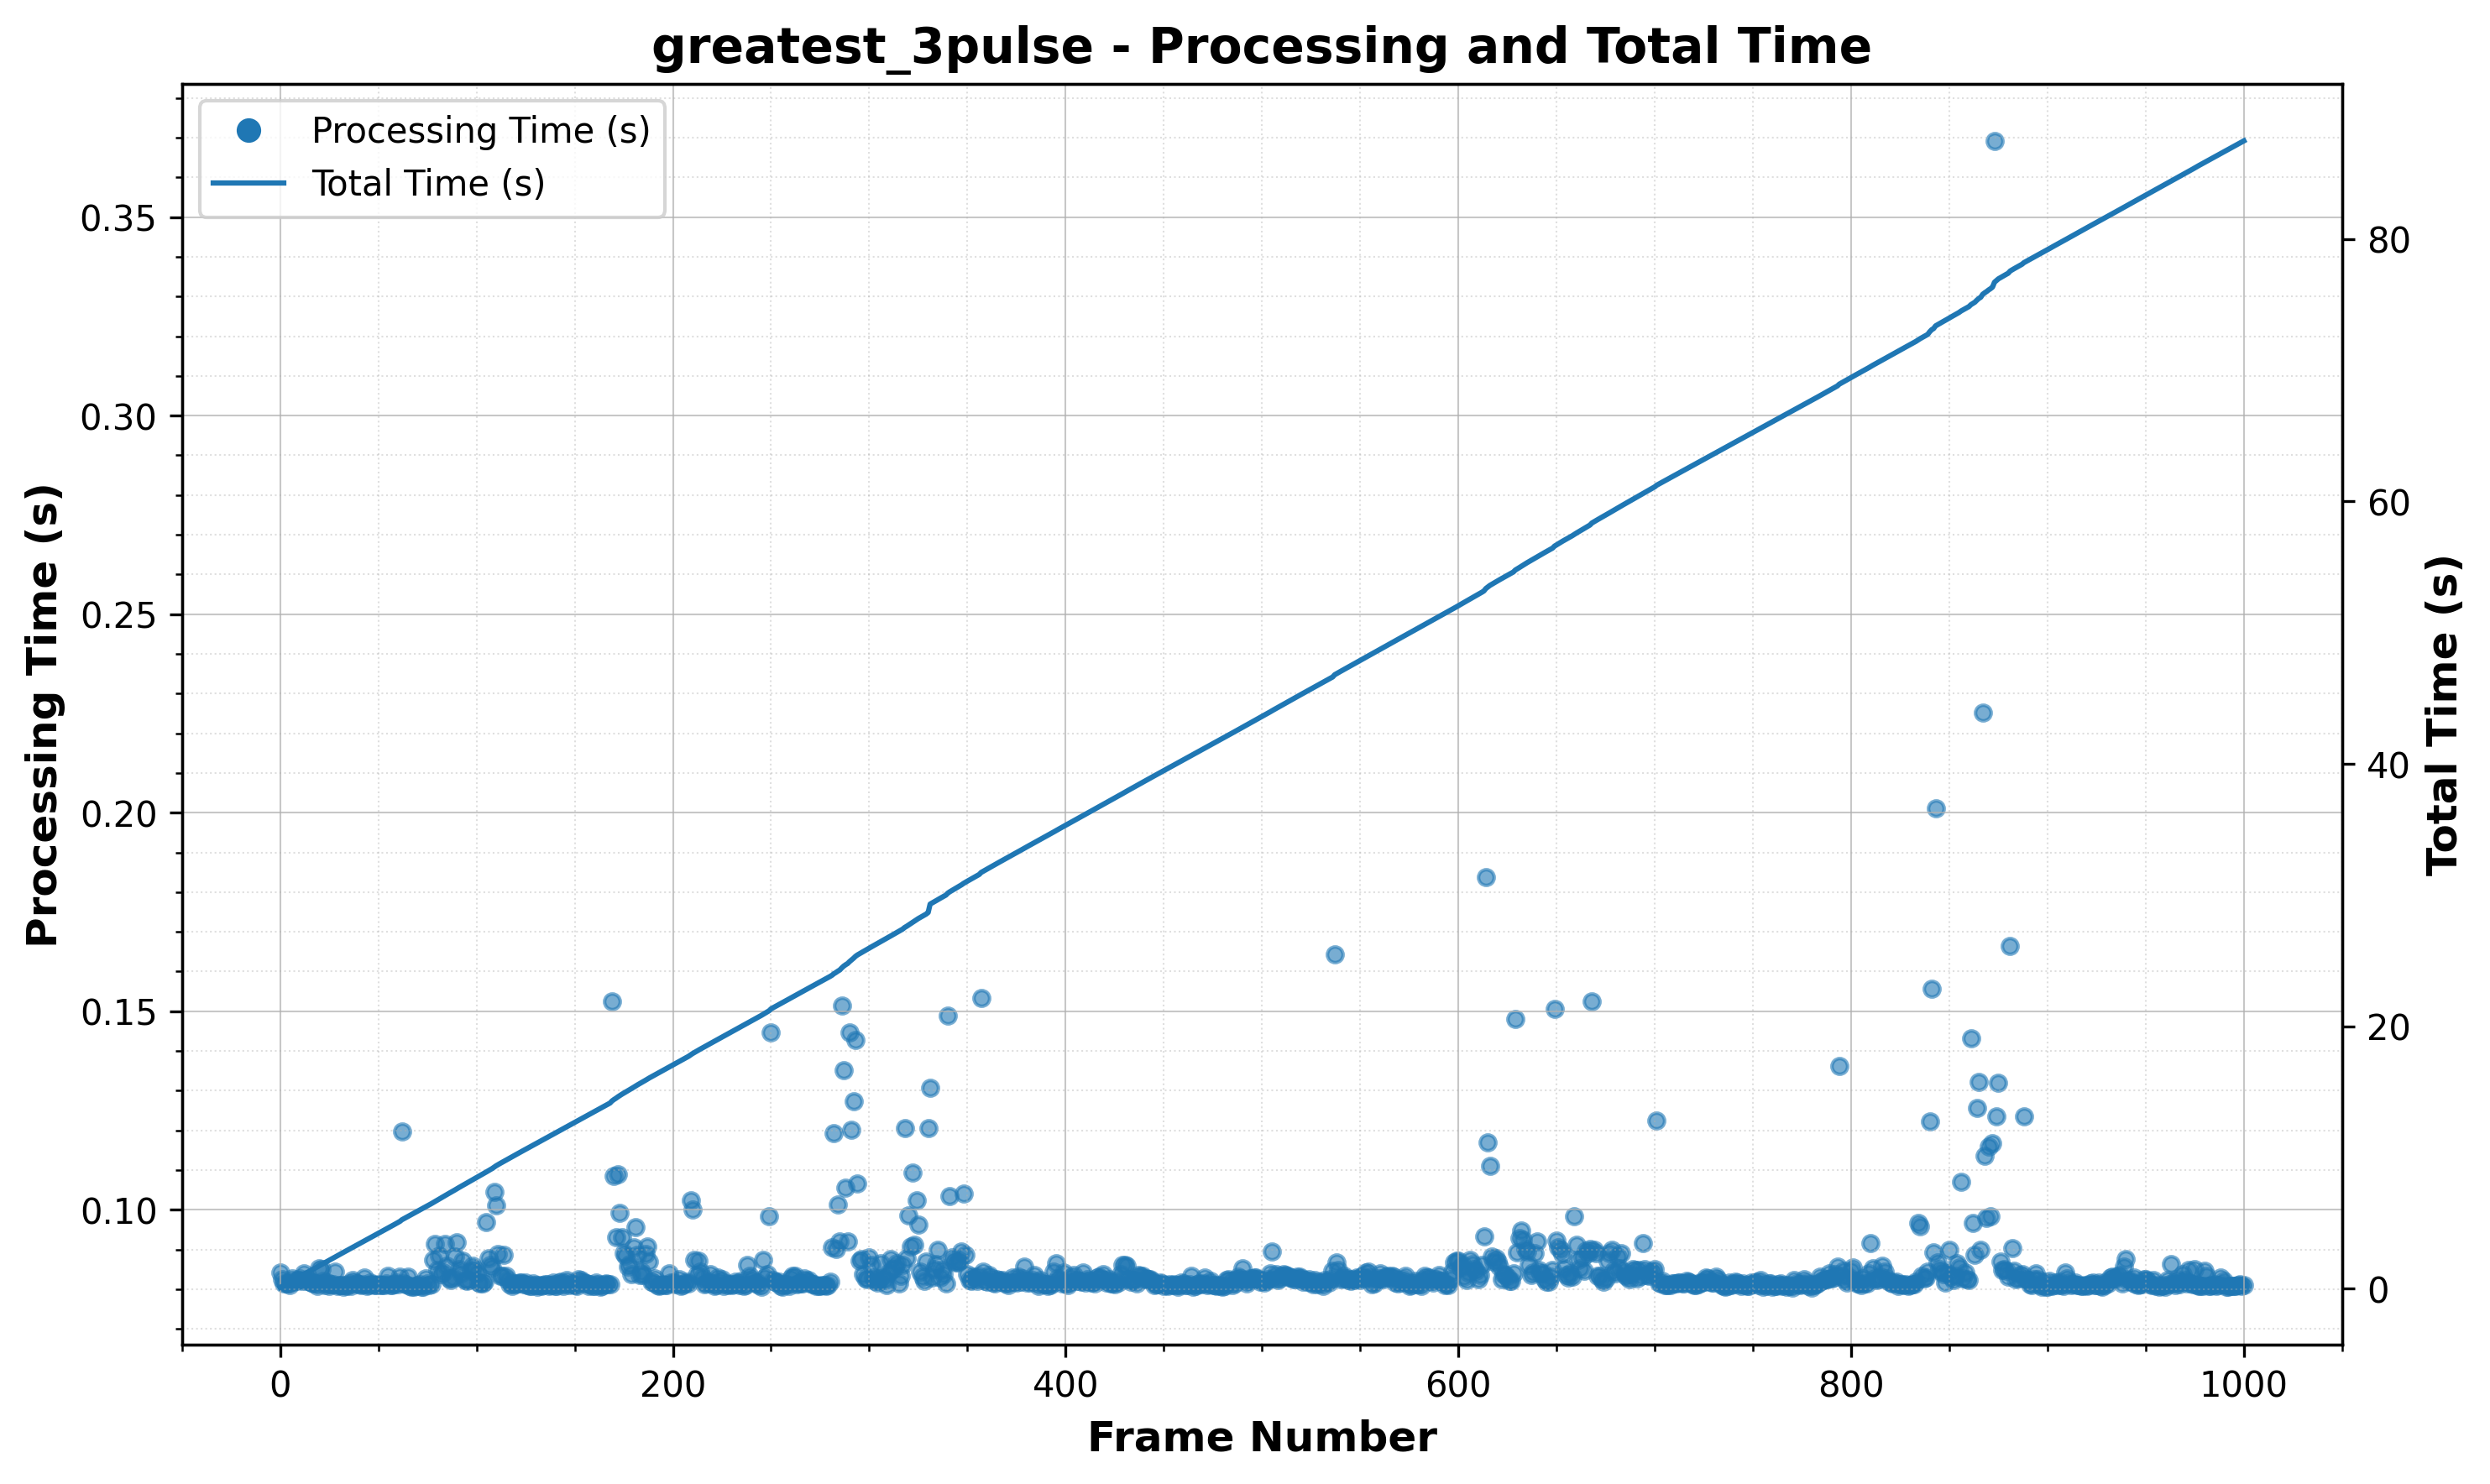 greatest_3pulse - Processing and Total Time
Processing Time (s)
Total Time (s)
0.35
0.30
0.25
0.20
0.15
0.10
Processing Time (s)
80
60
40
20
0
Total Time (s)
0 200 400 600 800 1000
Frame Number